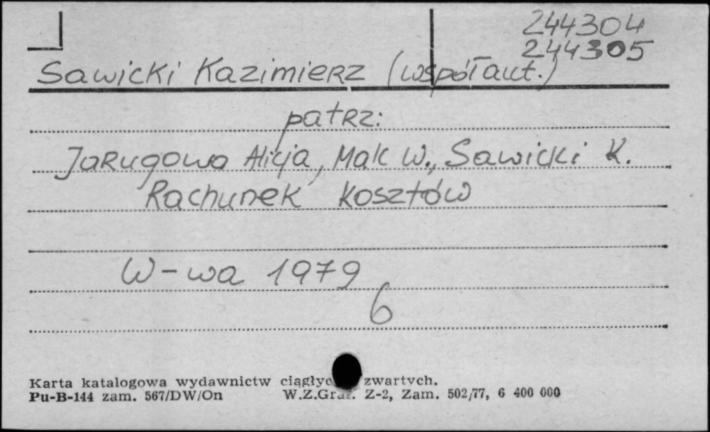 244304
244305
Sawicki Kazimierz (współaut.)
patrz:
Jarugowa Alicja, Mak W., Sawicki K.
Rachunek kosztów
W-wa 1979
6
Karta katalogowa wydawnictw zwartych.
Pu-B-144 zam. 567/DW/On W.Z.Graf. Z-2, Zam. 502/77, 6 400 000